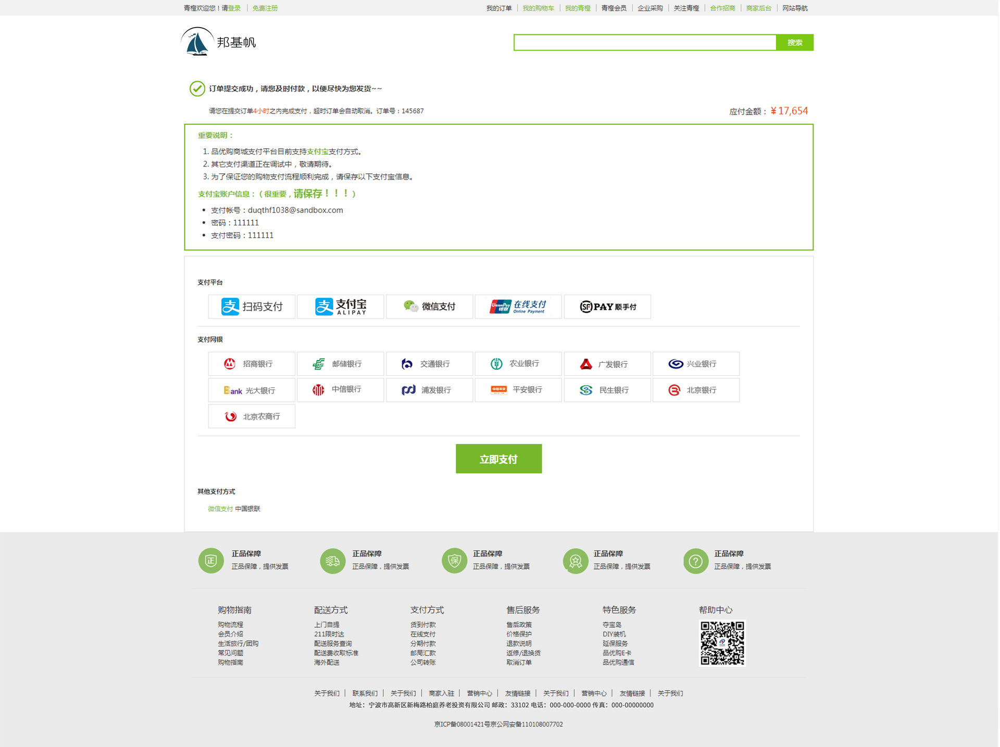 青橙欢迎您！请登录 免费注册 我的订单 我的购物车 我的青橙 青橙会员 企业采购 关注青橙 合作招商 商家后台 网站导航
邦基帆 搜索
订单提交成功，请您及时付款，以便尽快为您发货~~
请您在提交订单4小时之内完成支付，超时订单会自动取消。订单号：145687 应付金额：￥17,654
重要说明：
1. 品优购商城支付平台目前支持支付宝支付方式。
2. 其它支付渠道正在调试中，敬请期待。
3. 为了保证您的购物支付流程顺利完成，请保存以下支付宝信息。
支付宝账户信息：（很重要，请保存！！！）
• 支付帐号：duqthf1038@sandbox.com
• 密码：111111
• 支付密码：111111
支付平台
支 扫码支付 支 支付宝 ALIPAY 微信支付 UnionPay 银联 在线支付 Online Payment SF PAY 顺手付
支付网银
招商银行 邮储银行 交通银行 农业银行 广发银行 兴业银行
Bank 光大银行 中信银行 浦发银行 中国平安 平安银行 民生银行 北京银行
北京农商行
立即支付
其他支付方式
微信支付 中国银联
正 正品保障 正品保障 保 正品保障 正品保障 ? 正品保障
正品保障，提供发票 正品保障，提供发票 正品保障，提供发票 正品保障，提供发票 正品保障，提供发票
购物指南 配送方式 支付方式 售后服务 特色服务 帮助中心
购物流程 上门自提 货到付款 售后政策 夺宝岛
会员介绍 211限时达 在线支付 价格保护 DIY装机
生活旅行/团购 配送服务查询 分期付款 退款说明 延保服务
常见问题 配送费收取标准 邮局汇款 返修/退换货 品优购E卡
购物指南 海外配送 公司转账 取消订单 品优购通信
关于我们 联系我们 关于我们 商家入驻 营销中心 友情链接 关于我们 营销中心 友情链接 关于我们
地址：宁波市高新区新梅路柏庭养老投资有限公司 邮政：33102 电话：000-000-0000 传真：000-00000000
京ICP备08001421号京公网安备110108007702